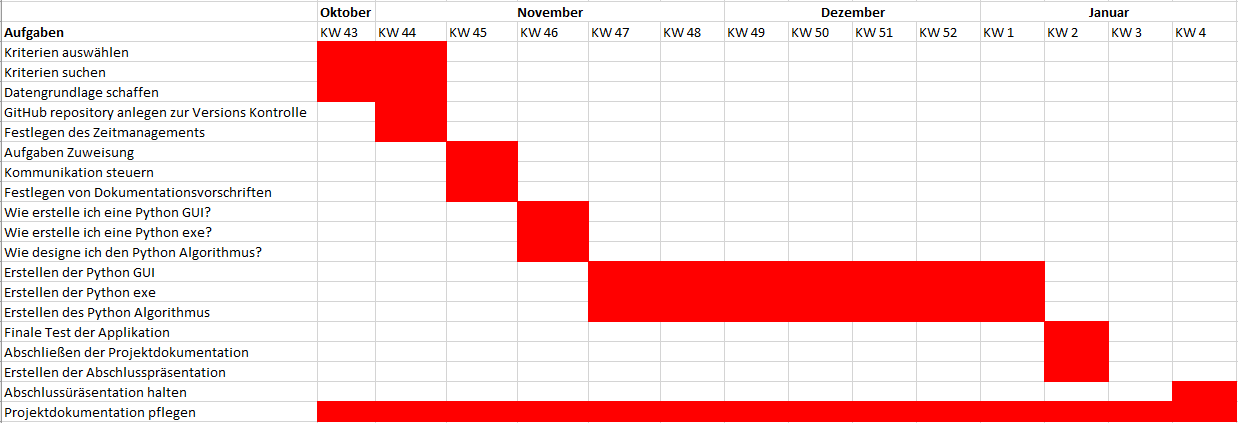 Oktober November Dezember Januar
Aufgaben KW 43 KW 44 KW 45 KW 46 KW 47 KW 48 KW 49 KW 50 KW 51 KW 52 KW 1 KW 2 KW 3 KW 4
Kriterien auswählen
Kriterien suchen
Datengrundlage schaffen
GitHub repository anlegen zur Versions Kontrolle
Festlegen des Zeitmanagements
Aufgaben Zuweisung
Kommunikation steuern
Festlegen von Dokumentationsvorschriften
Wie erstelle ich eine Python GUI?
Wie erstelle ich eine Python exe?
Wie designe ich den Python Algorithmus?
Erstellen der Python GUI
Erstellen der Python exe
Erstellen des Python Algorithmus
Finale Test der Applikation
Abschließen der Projektdokumentation
Erstellen der Abschlusspräsentation
Abschlussüräsentation halten
Projektdokumentation pflegen